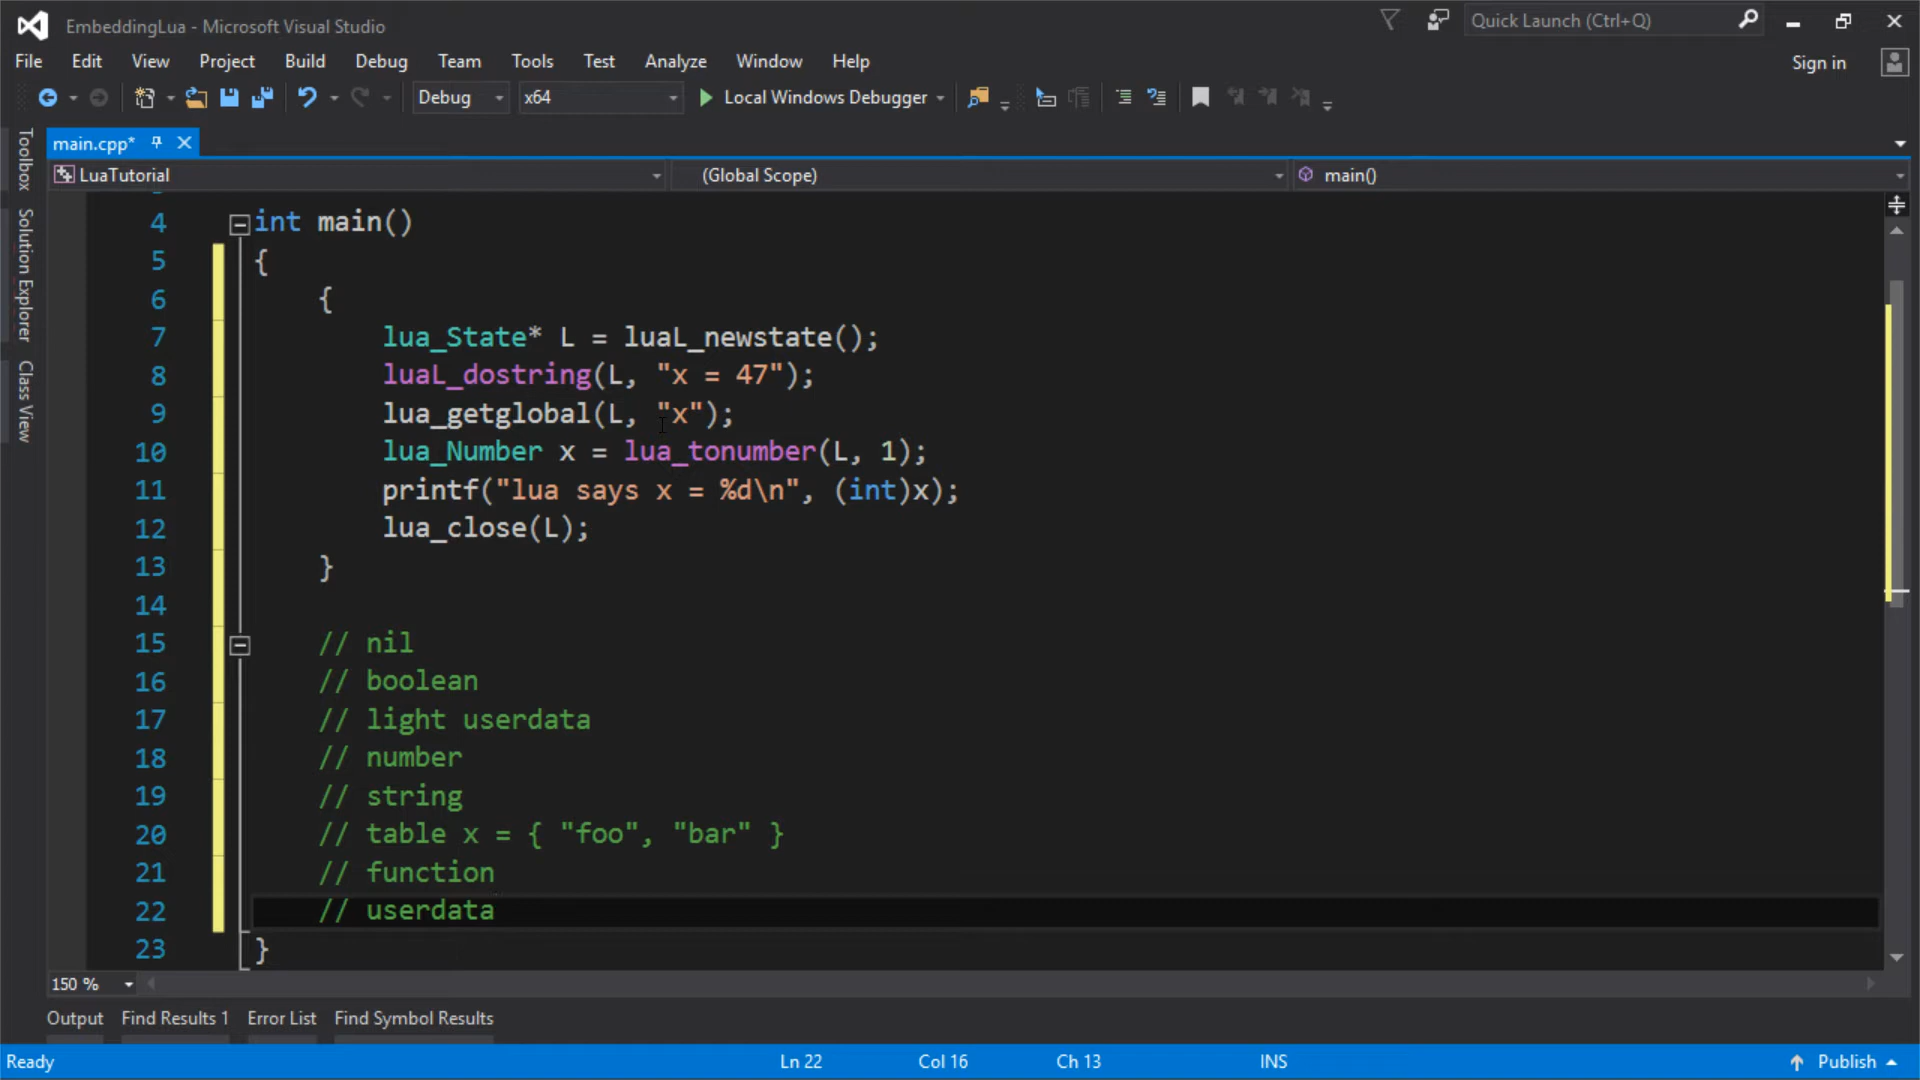 EmbeddingLua - Microsoft Visual Studio
Quick Launch (Ctrl+Q)
File Edit View Project Build Debug Team Tools Test Analyze Window Help
Sign in
Debug x64 Local Windows Debugger
Toolbox
Solution Explorer
Class View
main.cpp*
LuaTutorial (Global Scope) main()
4 int main()
5 {
6 {
7 lua_State* L = luaL_newstate();
8 luaL_dostring(L, "x = 47");
9 lua_getglobal(L, "x");
10 lua_Number x = lua_tonumber(L, 1);
11 printf("lua says x = %d\n", (int)x);
12 lua_close(L);
13 }
14
15 // nil
16 // boolean
17 // light userdata
18 // number
19 // string
20 // table x = { "foo", "bar" }
21 // function
22 // userdata
23 }
150 %
Output Find Results 1 Error List Find Symbol Results
Ready Ln 22 Col 16 Ch 13 INS Publish